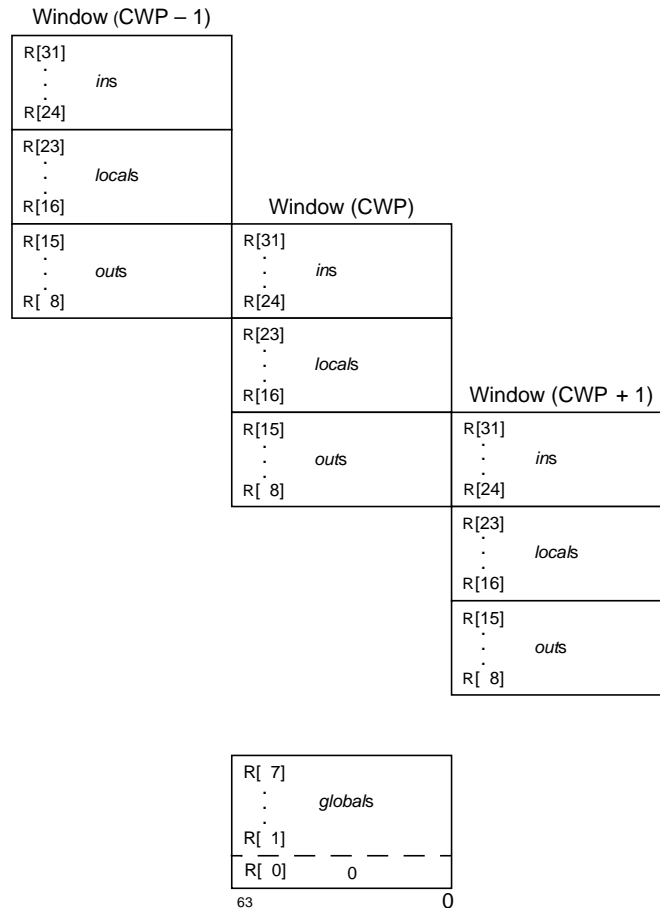 Window (CWP – 1)
R[31]
.
.
.
ins
R[24]
R[23]
.
.
.
locals
R[16]
R[15]
.
.
.
outs
R[ 8]
Window (CWP)
R[31]
.
.
.
ins
R[24]
R[23]
.
.
.
locals
R[16]
R[15]
.
.
.
outs
R[ 8]
Window (CWP + 1)
R[31]
.
.
.
ins
R[24]
R[23]
.
.
.
locals
R[16]
R[15]
.
.
.
outs
R[ 8]
R[ 7]
.
.
.
globals
R[ 1]
R[ 0] 0
63 0